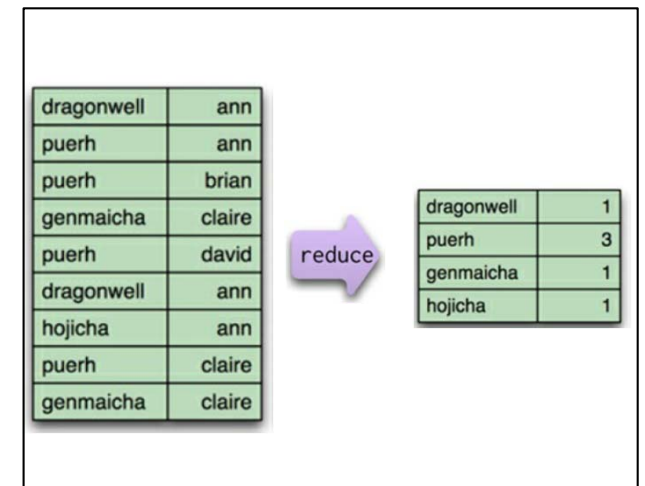 dragonwell ann
puerh ann
puerh brian
genmaicha claire
puerh david
dragonwell ann
hojicha ann
puerh claire
genmaicha claire
reduce
dragonwell 1
puerh 3
genmaicha 1
hojicha 1